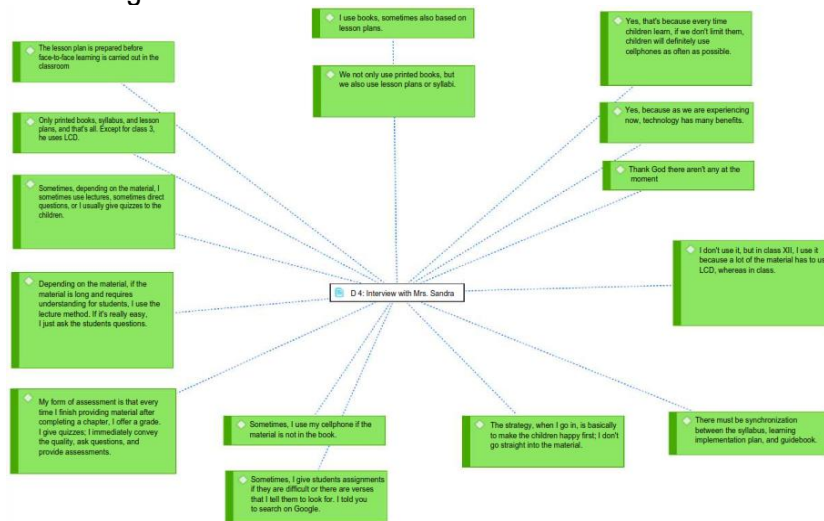 I use books, sometimes also based on
lesson plans.
Yes, that's because every time
children learn, if we don't limit them,
children will definitely use
cellphones as often as possible.
The lesson plan is prepared before
face-to-face learning is carried out in the
classroom
We not only use printed books, but
we also use lesson plans or syllabi.
Only printed books, syllabus, and lesson
plans, and that's all. Except for class 3,
he uses LCD.
Yes, because as we are experiencing
now, technology has many benefits.
Thank God there aren't any at the
moment
Sometimes, depending on the material, I
sometimes use lectures, sometimes direct
questions, or I usually give quizzes to the
children.
I don't use it, but in class XII, I use it
because a lot of the material has to us
LCD, whereas in class.
Depending on the material, if the
material is long and requires
understanding for students, I use the
lecture method. If it's really easy,
I just ask the students questions.
D 4: Interview with Mrs. Sandra
My form of assessment is that every
time I finish providing material after
completing a chapter, I offer a grade.
I give quizzes; I immediately convey
the quality, ask questions, and
provide assessments.
Sometimes, I use my cellphone if the
material is not in the book.
The strategy, when I go in, is basically
to make the children happy first; I don't
go straight into the material.
There must be synchronization
between the syllabus, learning
implementation plan, and guidebook.
Sometimes, I give students assignments
if they are difficult or there are verses
that I tell them to look for. I told you
to search on Google.